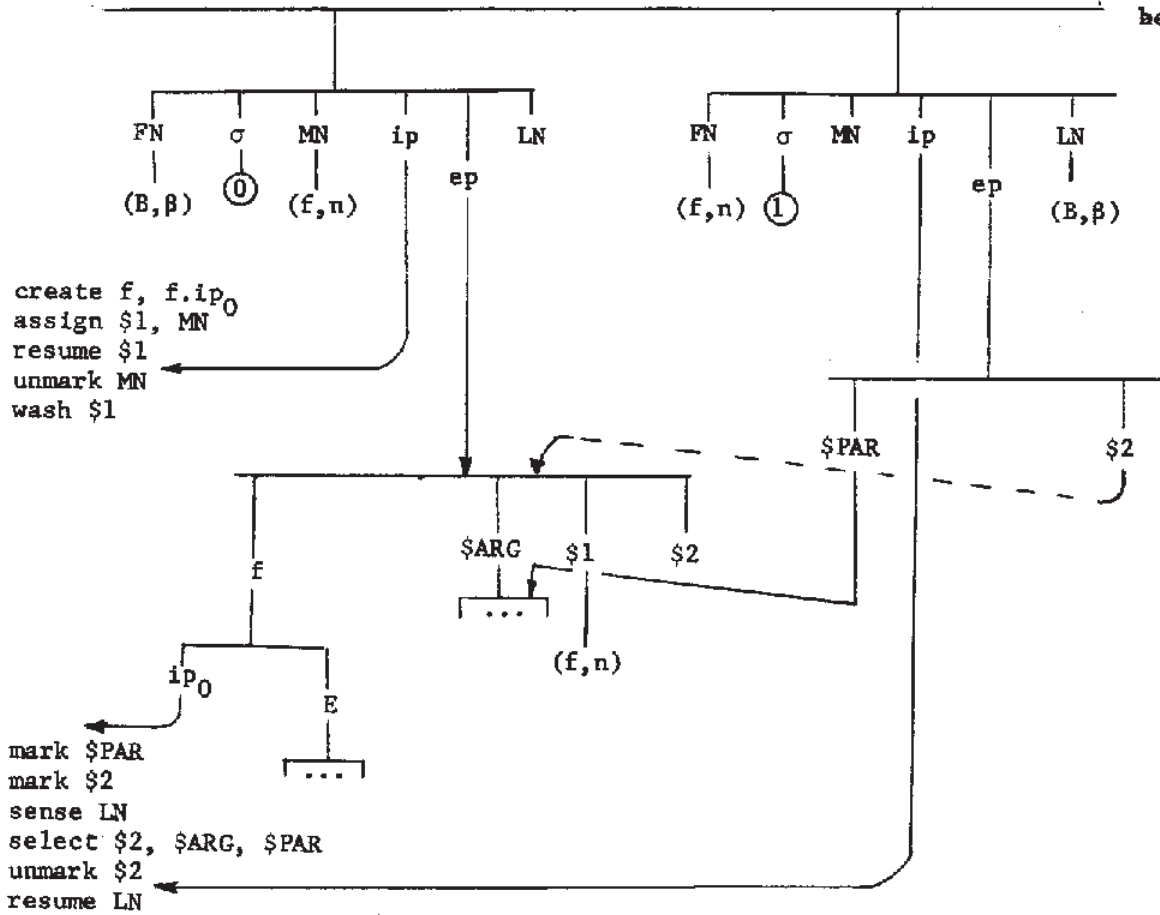 he
FN σ MN ip LN
ep
(B,β) 0 (f,n)
FN σ MN ip LN
ep
(f,n) 1 (B,β)
create f, f.ip0
assign $1, MN
resume $1
unmark MN
wash $1
$PAR $2
f $ARG $1 $2
...
(f,n)
ip0 E
...
mark $PAR
mark $2
sense LN
select $2, $ARG, $PAR
unmark $2
resume LN